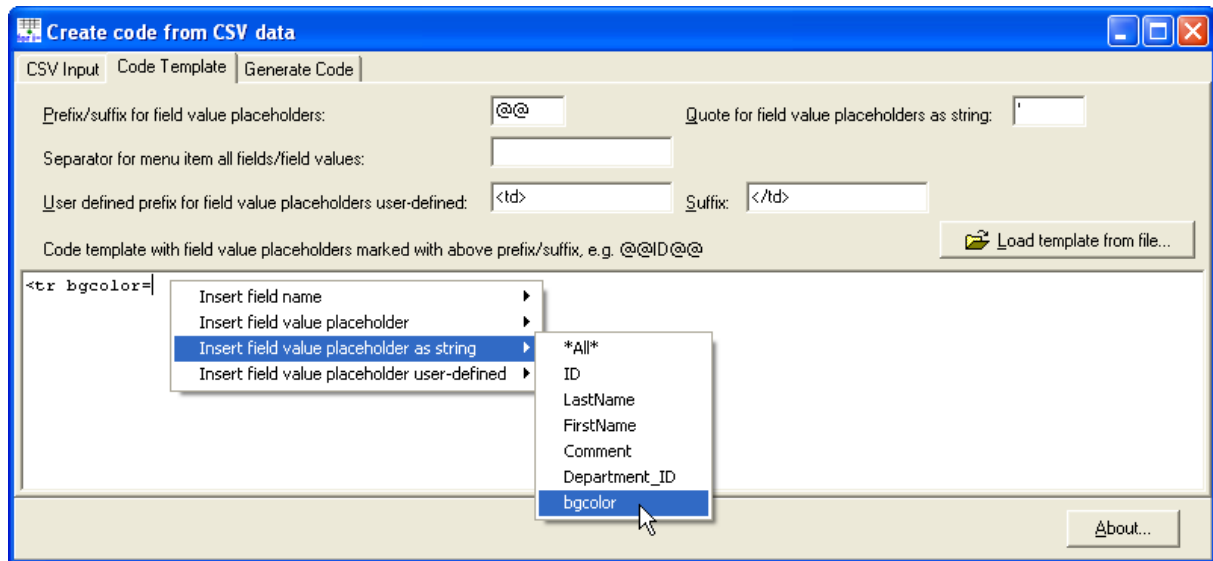 Create code from CSV data
CSV Input Code Template Generate Code
Prefix/suffix for field value placeholders: @@ Quote for field value placeholders as string: '
Separator for menu item all fields/field values:
User defined prefix for field value placeholders user-defined: <td> Suffix: </td>
Code template with field value placeholders marked with above prefix/suffix, e.g. @@ID@@ Load template from file...
<tr bgcolor=
Insert field name
Insert field value placeholder
Insert field value placeholder as string
Insert field value placeholder user-defined
*All*
ID
LastName
FirstName
Comment
Department_ID
bgcolor
About...